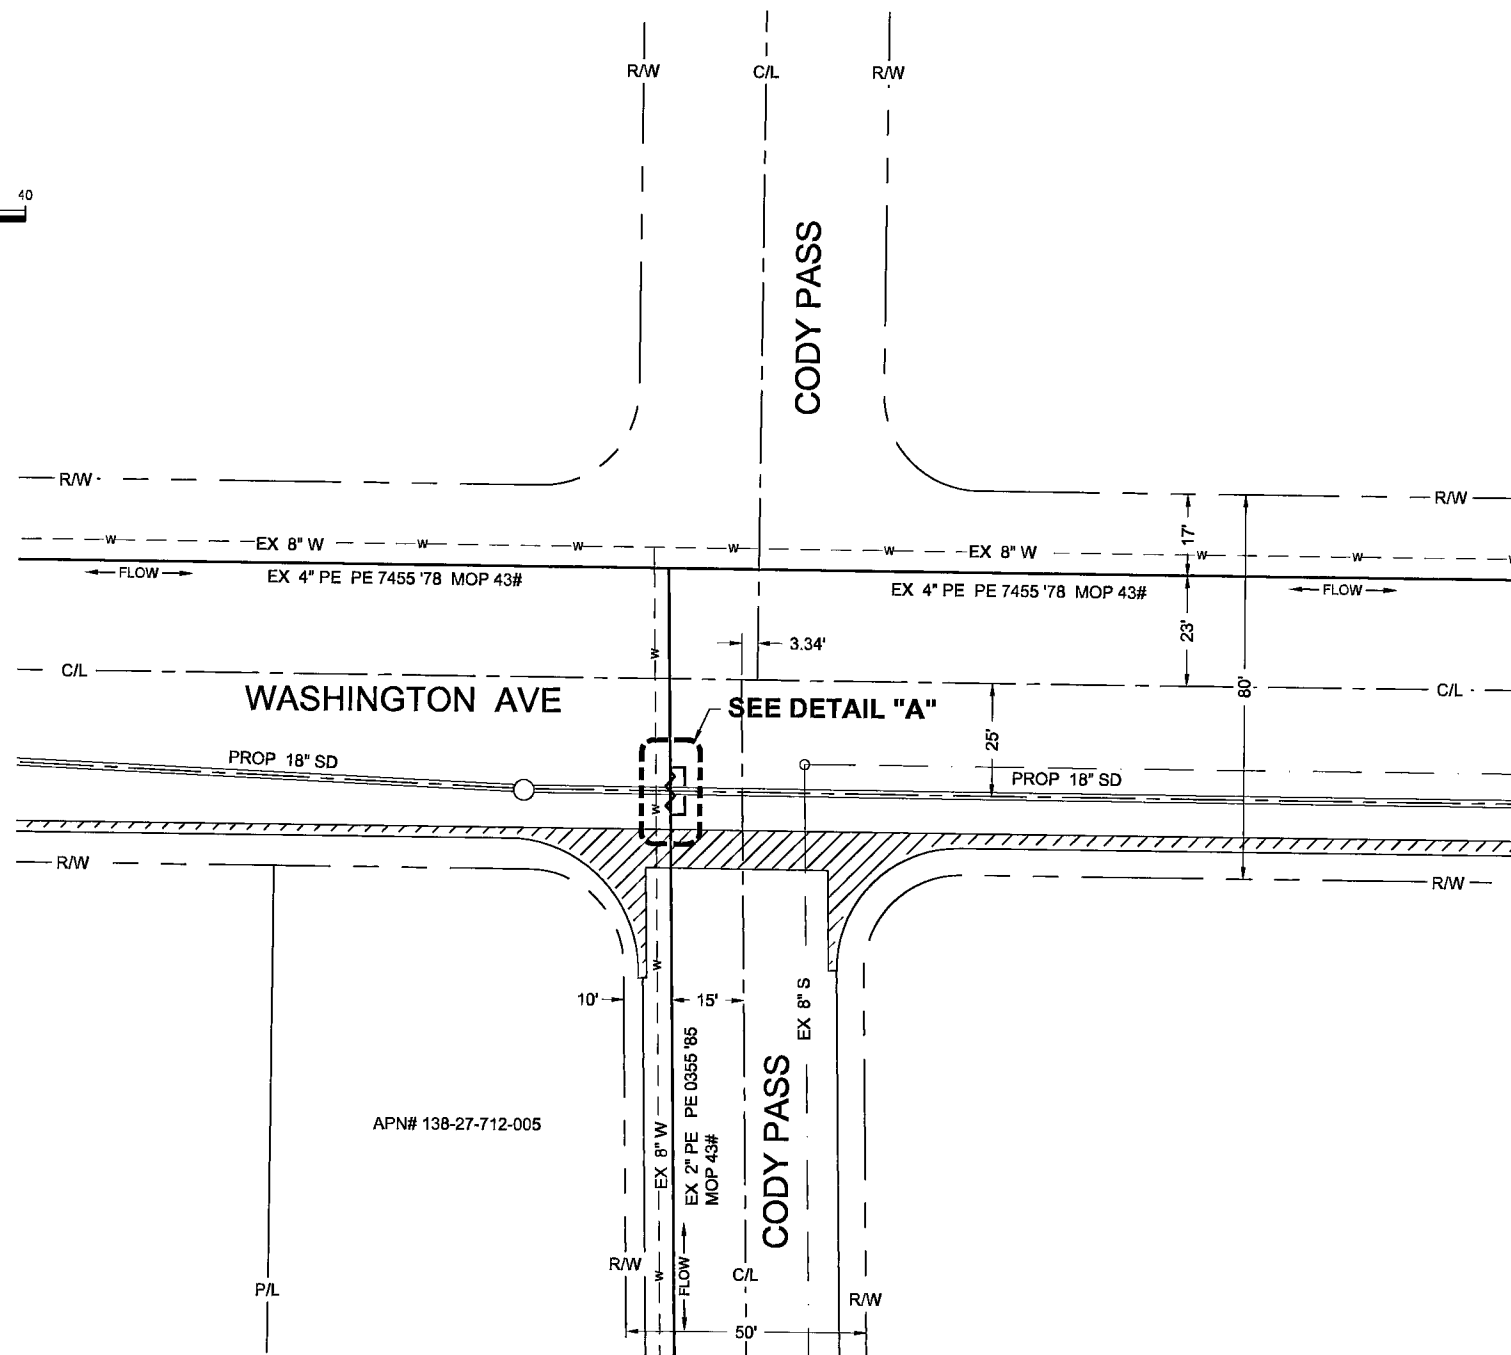 R/W
C/L
R/W
40
CODY PASS
R/W
R/W
17'
W EX 8" W W W W W EX 8" W W W W
FLOW
EX 4" PE PE 7455 '78 MOP 43#
EX 4" PE PE 7455 '78 MOP 43#
FLOW
23'
3.34'
W
C/L
80'
C/L
WASHINGTON AVE
SEE DETAIL "A"
25'
PROP 18" SD
PROP 18" SD
W
R/W
R/W
W
10'
15'
EX 8" S
EX 2" PE PE 0355 '85
MOP 43#
CODY PASS
APN# 138-27-712-005
EX 8" W
R/W
W
FLOW
C/L
P/L
R/W
50'